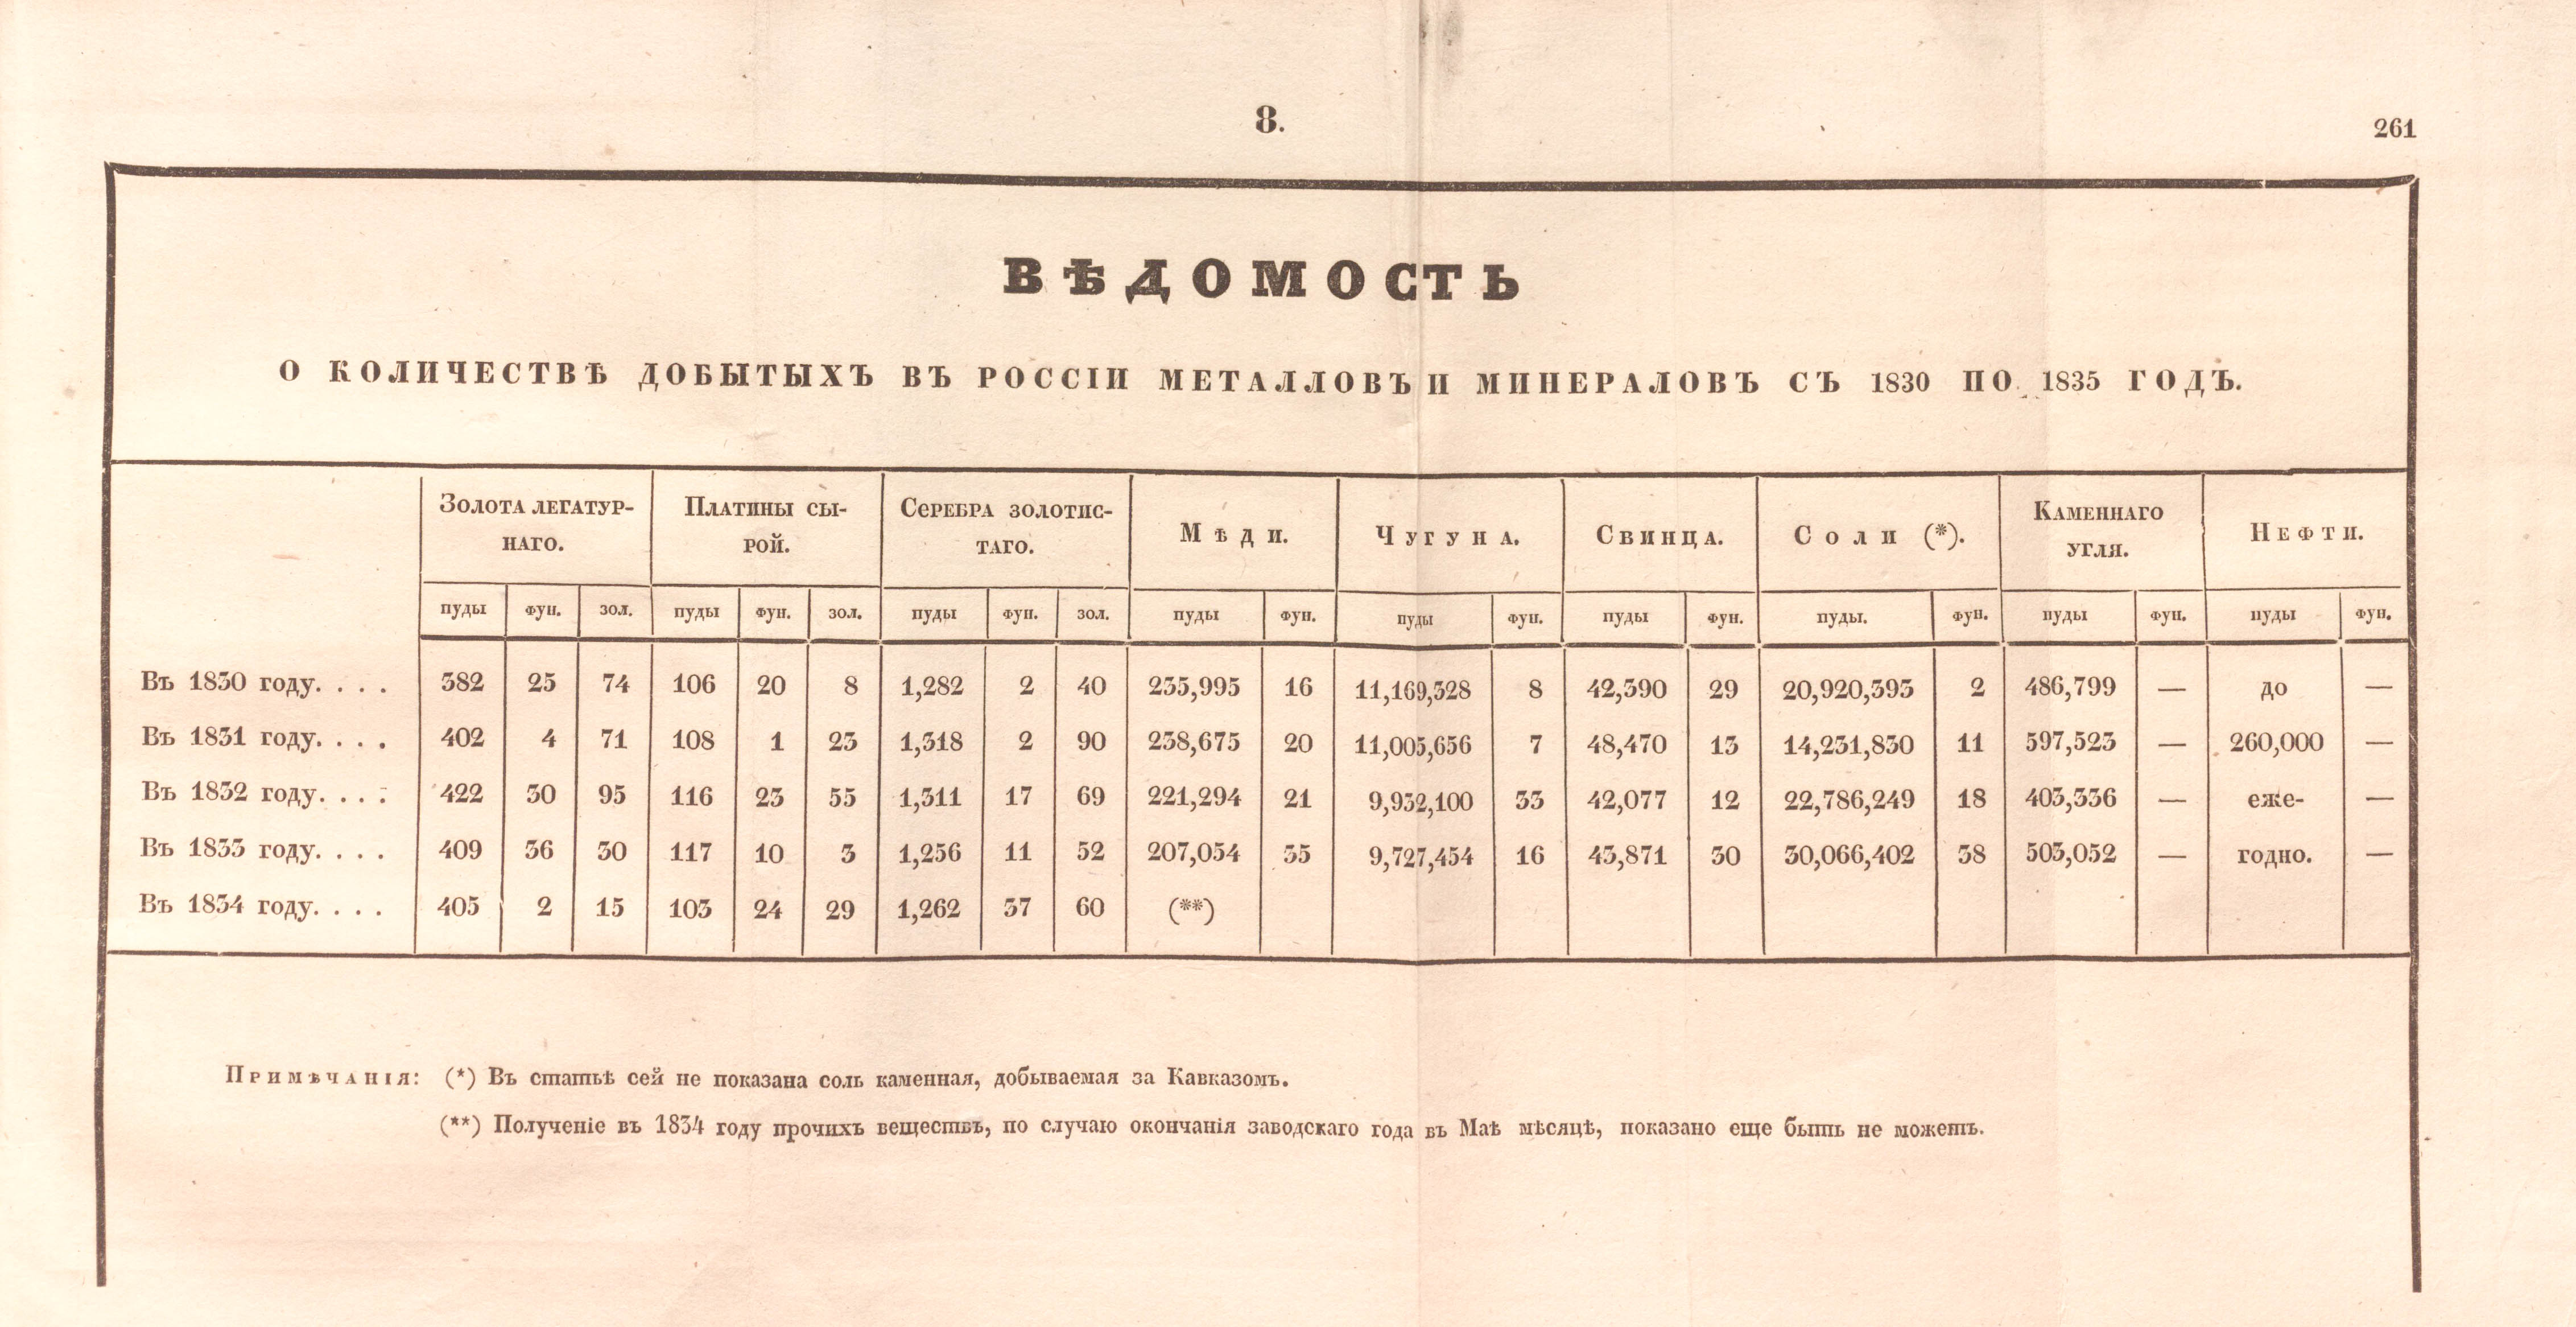 8.
261
ВѢДОМОСТЬ
О КОЛИЧЕСТВѢ ДОБЫТЫХЪ ВЪ РОССІИ МЕТАЛЛОВЪ И МИНЕРАЛОВЪ СЪ 1830 ПО 1835 ГОДЪ.
Золота легатур- Платины сы- Серебра золотис- Мѣди. Чугуна. Свинца. Соли (*). Каменнаго Нефти.
наго. рой. таго. угля.
пуды фун. зол. пуды фун. зол. пуды фун. зол. пуды фун. пуды фун. пуды фун. пуды. фун. пуды фун. пуды фун.
Въ 1830 году. . . . 382 25 74 106 20 8 1,282 2 40 235,995 16 11,169,328 8 42,390 29 20,920,393 2 486,799 — до —
Въ 1831 году. . . . 402 4 71 108 1 23 1,318 2 90 238,675 20 11,005,656 7 48,470 13 14,231,830 11 597,523 — 260,000 —
Въ 1832 году. . . . 422 30 95 116 23 55 1,311 17 69 221,294 21 9,932,100 33 42,077 12 22,786,249 18 403,336 — еже- —
Въ 1833 году. . . . 409 36 30 117 10 3 1,256 11 52 207,054 35 9,727,454 16 43,871 30 30,066,402 38 503,052 — годно. —
Въ 1834 году. . . . 405 2 15 103 24 29 1,262 37 60 (**)
Примѣчанія: (*) Въ статьѣ сей не показана соль каменная, добываемая за Кавказомъ.
(**) Полученіе въ 1834 году прочихъ веществъ, по случаю окончанія заводскаго года въ Маѣ мѣсяцѣ, показано еще быть не можетъ.